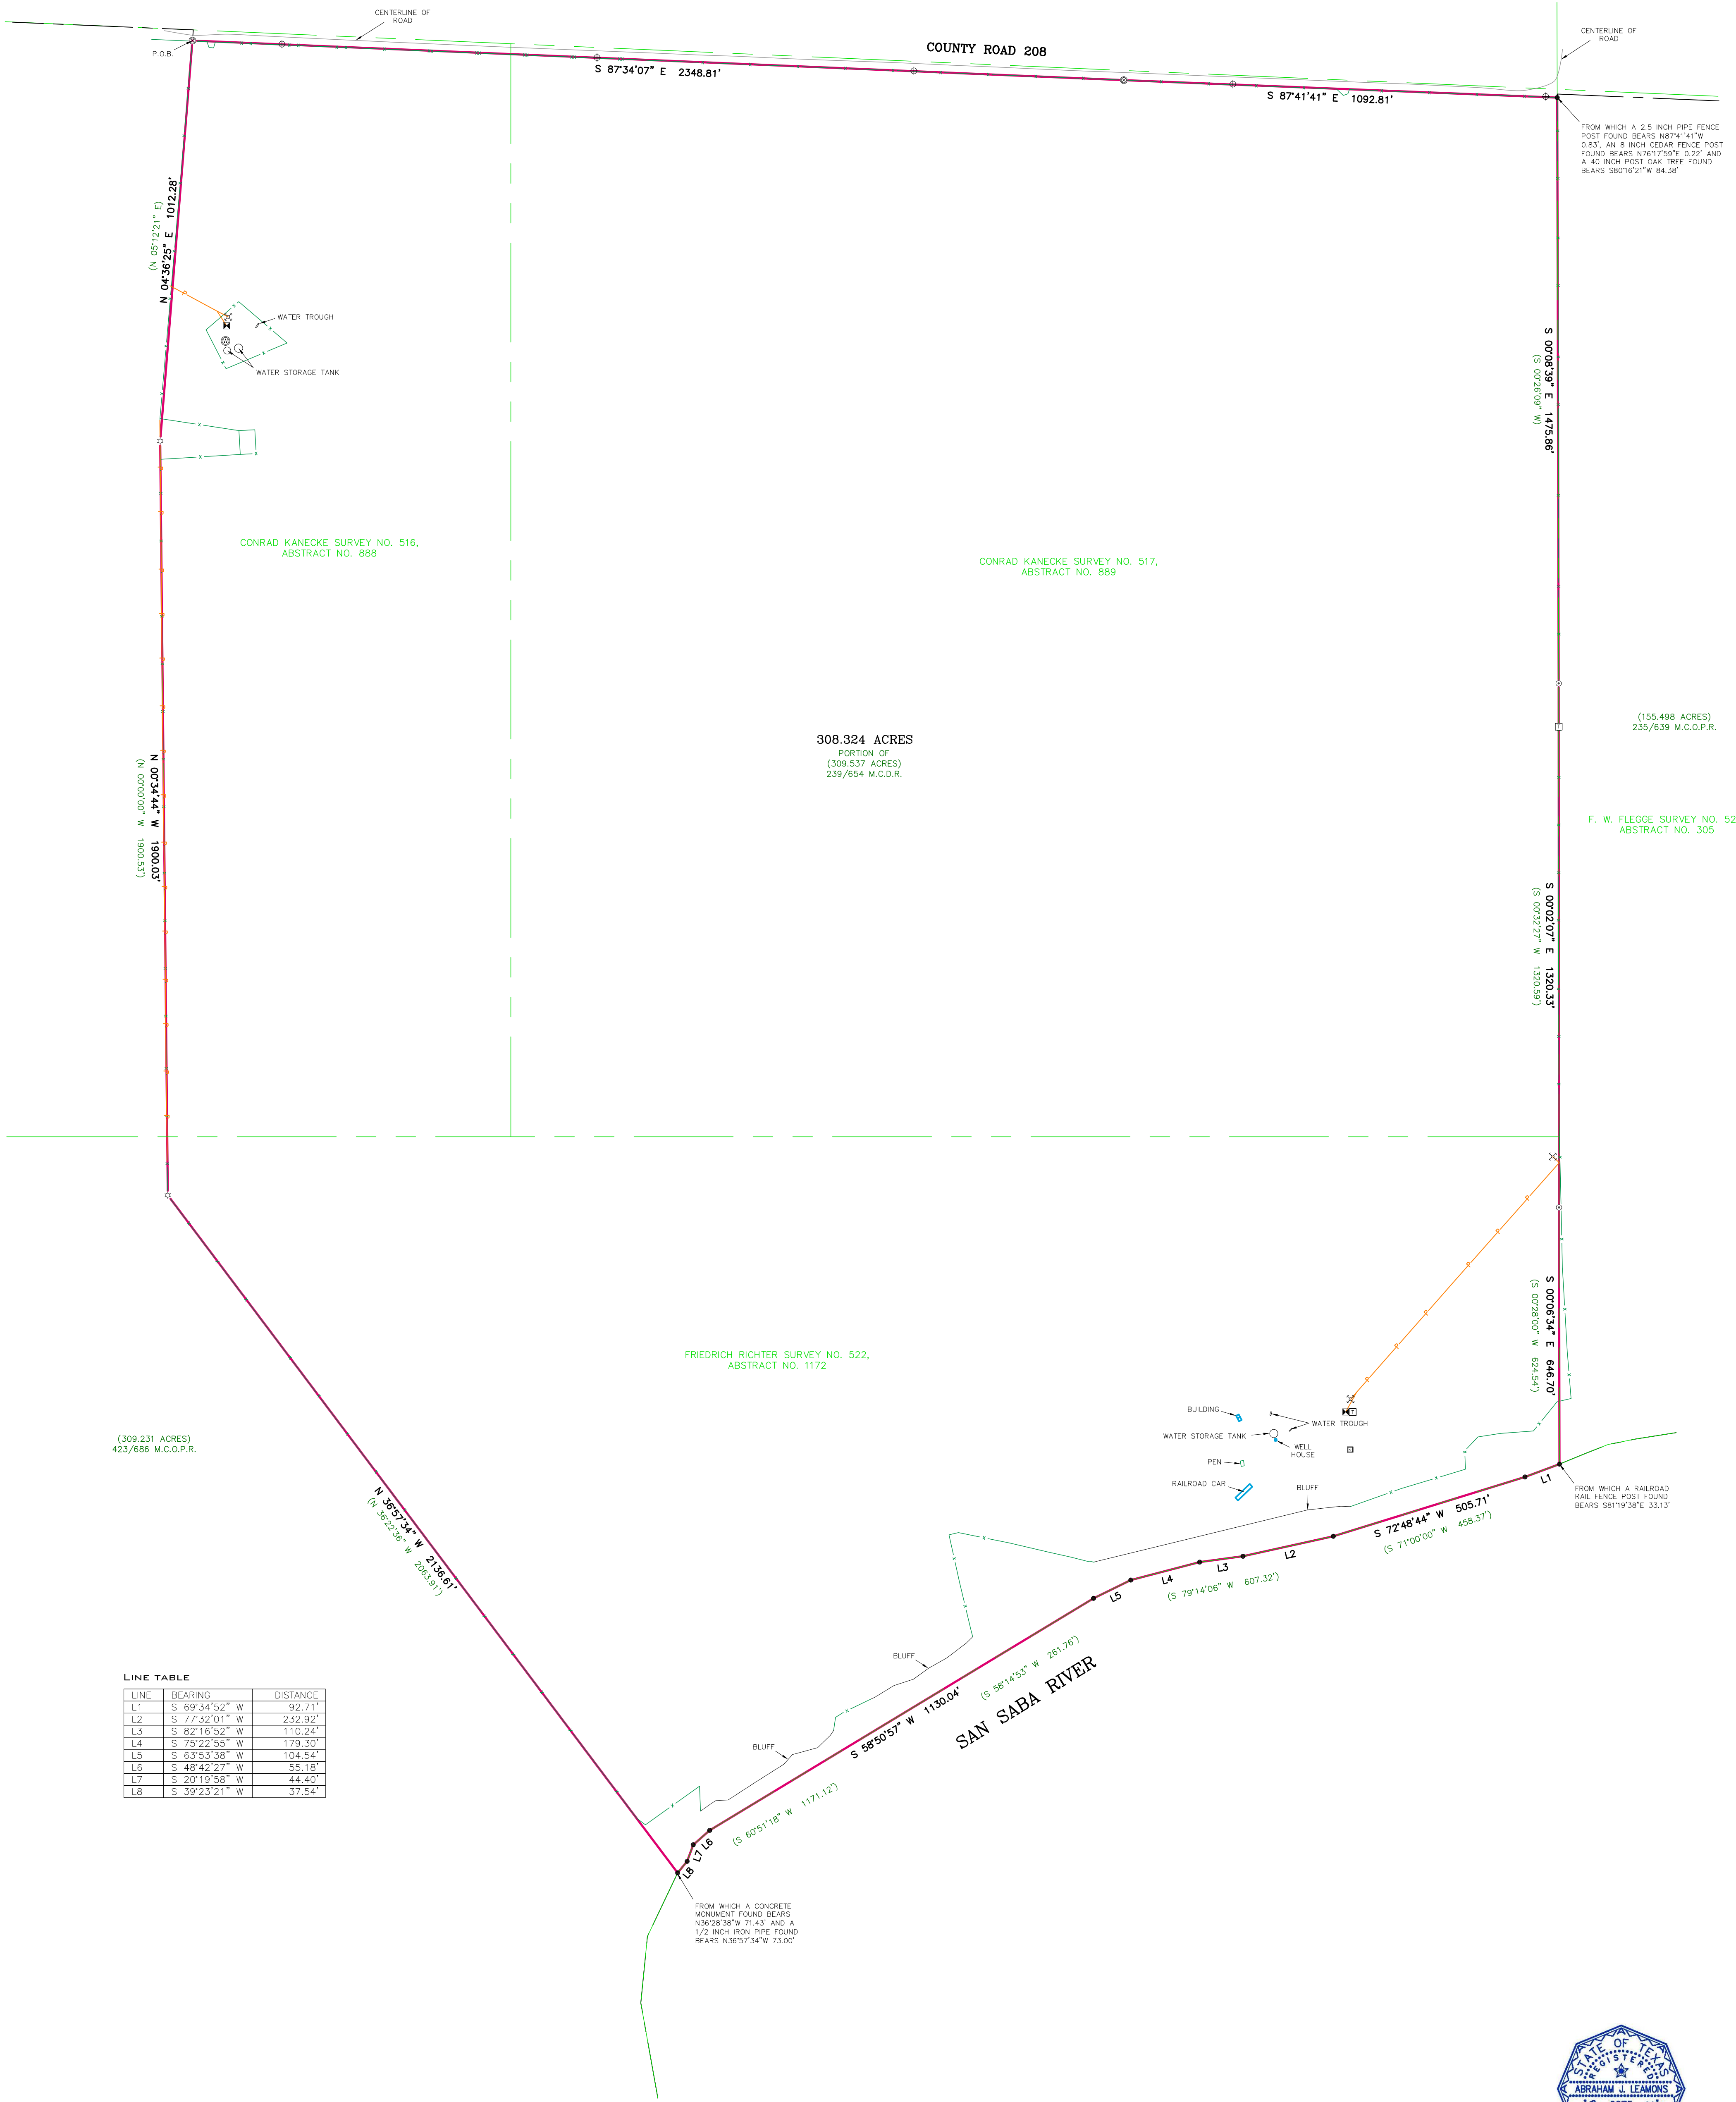 CENTERLINE OF
ROAD
P.O.B.
COUNTY ROAD 208
S 87°34'07" E 2348.81'
S 87°41'41" E 1092.81'
CENTERLINE OF
ROAD
FROM WHICH A 2.5 INCH PIPE FENCE
POST FOUND BEARS N87°41'41"W
0.83', AN 8 INCH CEDAR FENCE POST
FOUND BEARS N76°17'59"E 0.22' AND
A 40 INCH POST OAK TREE FOUND
BEARS S80°16'21"W 84.38'
N 04°36'25" E 1012.28'
(N 05°12'21" E)
WATER TROUGH
W
WATER STORAGE TANK
S 00°08'39" E 1475.86'
(S 00°26'09" W)
CONRAD KANECKE SURVEY NO. 516,
ABSTRACT NO. 888
CONRAD KANECKE SURVEY NO. 517,
ABSTRACT NO. 889
308.324 ACRES
PORTION OF
(309.537 ACRES)
239/654 M.C.D.R.
(155.498 ACRES)
235/639 M.C.O.P.R.
N 00°34'44" W 1900.03'
(N 00°00'00" W 1900.53')
F. W. FLEGGE SURVEY NO. 52
ABSTRACT NO. 305
S 00°02'07" E 1320.33'
(S 00°32'27" W 1320.59')
S 00°06'34" E 646.70'
(S 00°28'00" W 624.54')
FRIEDRICH RICHTER SURVEY NO. 522,
ABSTRACT NO. 1172
BUILDING
WATER TROUGH
WATER STORAGE TANK
WELL
HOUSE
PEN
RAILROAD CAR
BLUFF
T
(309.231 ACRES)
423/686 M.C.O.P.R.
N 36°57'34" W 2136.61'
(N 36°22'36" W 2063.91')
L1
FROM WHICH A RAILROAD
RAIL FENCE POST FOUND
BEARS S81°19'38"E 33.13'
S 72°48'44" W 505.71'
(S 71°00'00" W 458.37')
L2
L3
L4
L5
(S 79°14'06" W 607.32')
BLUFF
(S 58°14'53" W 261.76')
SAN SABA RIVER
S 58°50'57" W 1130.04'
BLUFF
(S 60°51'18" W 1171.12')
L6
L7
L8
FROM WHICH A CONCRETE
MONUMENT FOUND BEARS
N36°28'38"W 71.43' AND A
1/2 INCH IRON PIPE FOUND
BEARS N36°57'34"W 73.00'
LINE TABLE
LINE BEARING DISTANCE
L1 S 69°34'52" W 92.71'
L2 S 77°32'01" W 232.92'
L3 S 82°16'52" W 110.24'
L4 S 75°22'55" W 179.30'
L5 S 63°53'38" W 104.54'
L6 S 48°42'27" W 55.18'
L7 S 20°19'58" W 44.40'
L8 S 39°23'21" W 37.54'
STATE OF TEXAS
REGISTERED
ABRAHAM J. LEAMONS